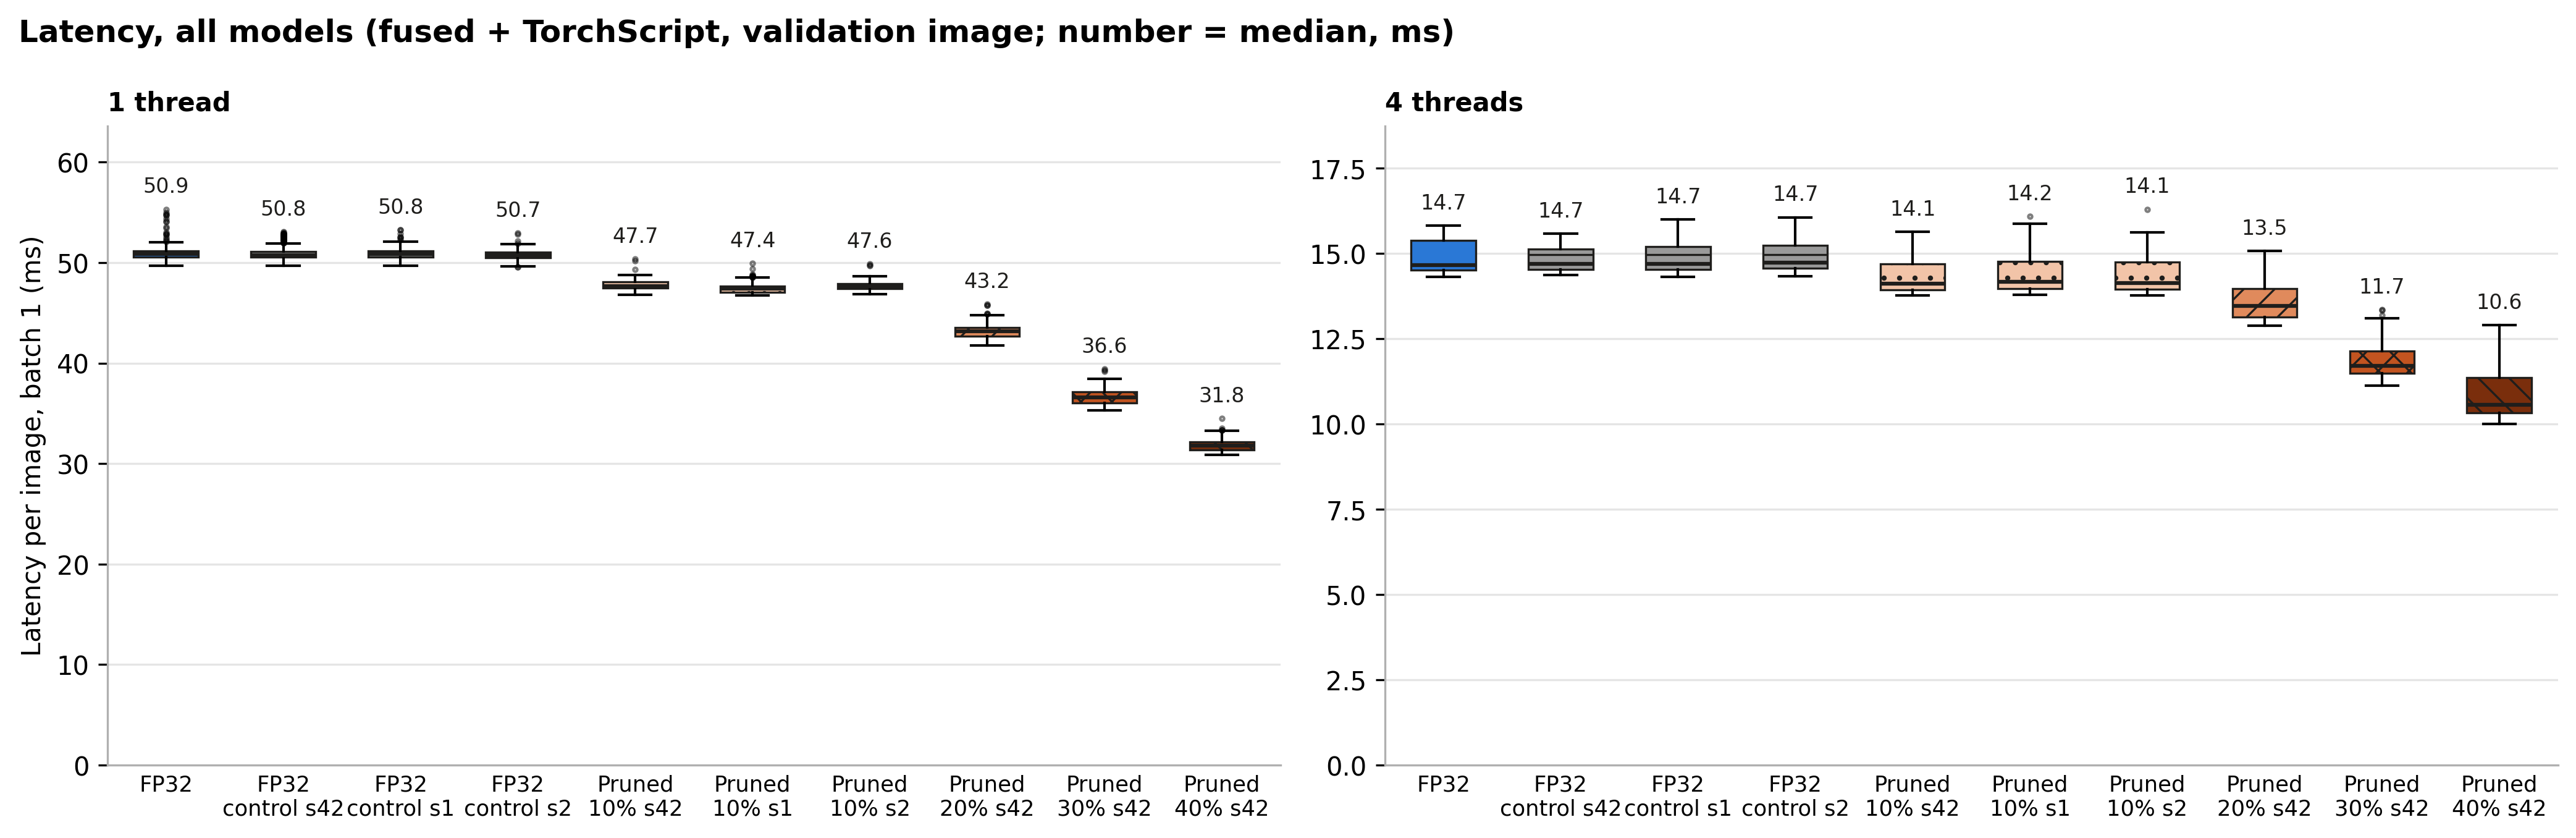 Latency, all models (fused + TorchScript, validation image; number = median, ms)
1 thread
Latency per image, batch 1 (ms)
60
50
40
30
20
10
0
50.9
50.8
50.8
50.7
47.7
47.4
47.6
43.2
36.6
31.8
FP32
FP32
control s42
FP32
control s1
FP32
control s2
Pruned
10% s42
Pruned
10% s1
Pruned
10% s2
Pruned
20% s42
Pruned
30% s42
Pruned
40% s42
4 threads
17.5
15.0
12.5
10.0
7.5
5.0
2.5
0.0
14.7
14.7
14.7
14.7
14.1
14.2
14.1
13.5
11.7
10.6
FP32
FP32
control s42
FP32
control s1
FP32
control s2
Pruned
10% s42
Pruned
10% s1
Pruned
10% s2
Pruned
20% s42
Pruned
30% s42
Pruned
40% s42